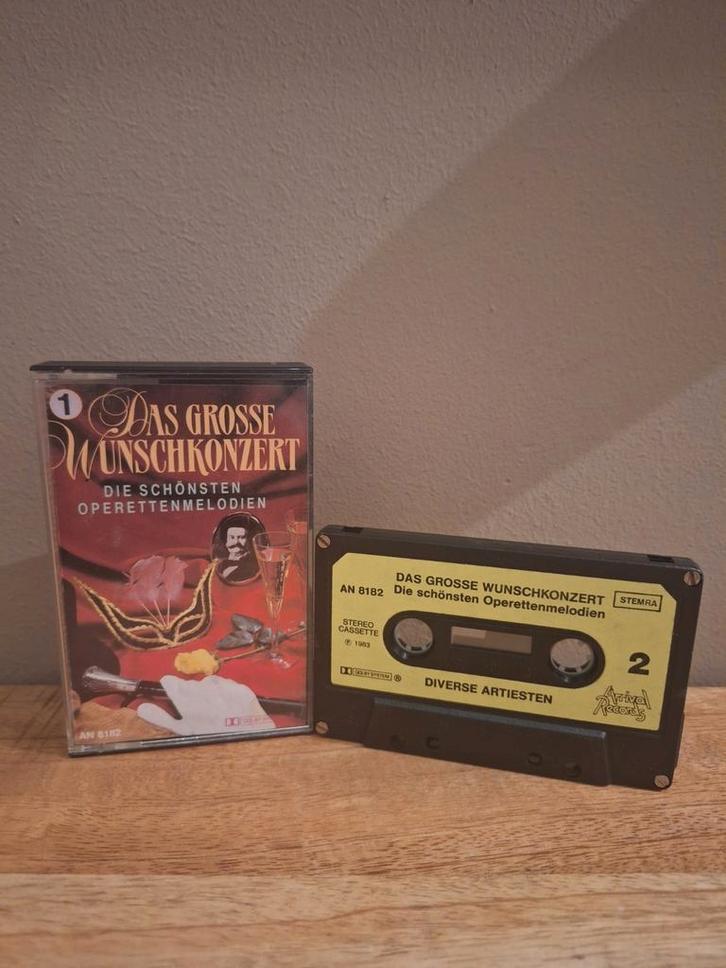 1
DAS GROSSE
WUNSCHKONZERT
DIE SCHÖNSTEN
OPERETTENMELODIEN
DOLBY
AN 8182
AN 8182
DAS GROSSE WUNSCHKONZERT
Die schönsten Operettenmelodien
STEMRA
STEREO
CASSETTE
℗ 1983
2
DOLBY SYSTEM ®
DIVERSE ARTIESTEN
Arrival
Records